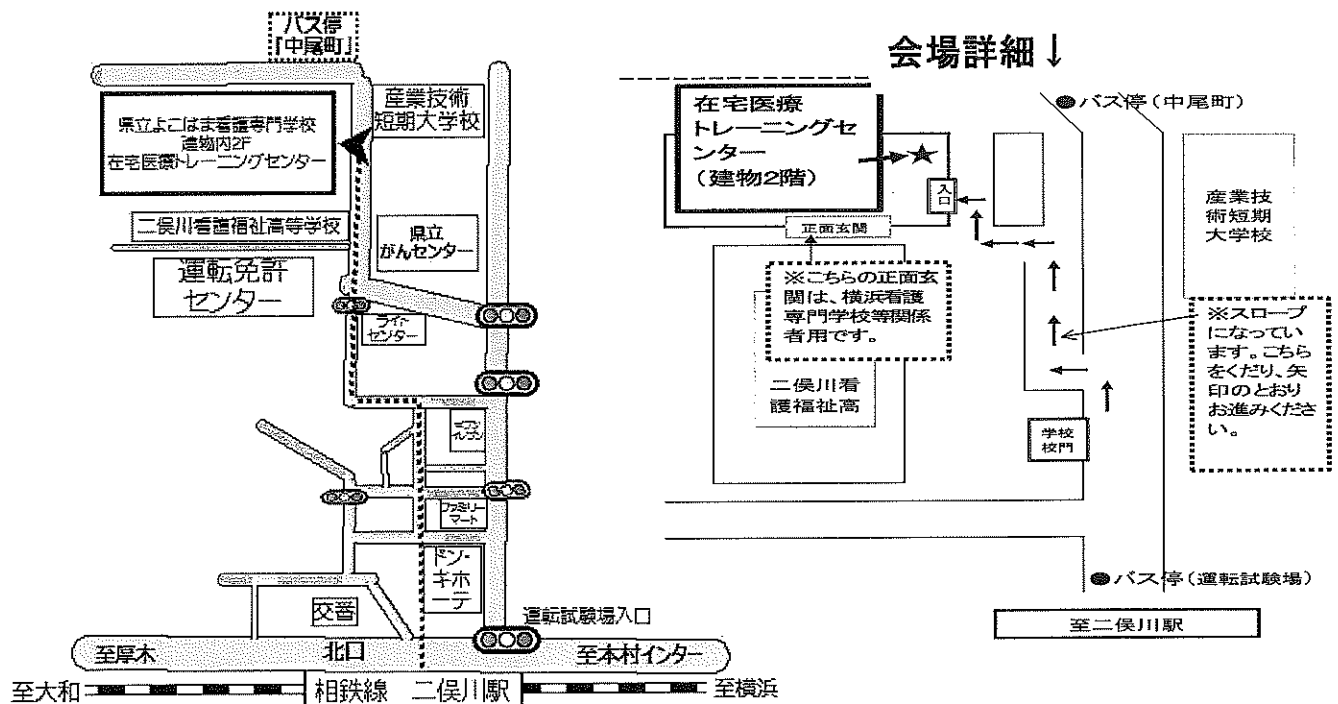 バス停
「中尾町」
産業技術
短期大学校
県立よこはま看護専門学校
建物内2F
在宅医療トレーニングセンター
二俣川看護福祉高等学校
県立
がんセンター
運転免許
センター
ライト
センター
セブン
イレブン
ファミリー
マート
ドン・
キホ
ーテ
交番
運転試験場入口
至厚木
北口
至本村インター
至大和
相鉄線 二俣川駅
至横浜
会場詳細↓
在宅医療
トレーニングセ
ンター
(建物2階)
入口
正面玄関
※こちらの正面玄
関は、横浜看護
専門学校等関係
者用です。
二俣川看
護福祉高
バス停(中尾町)
産業技
術短期
大学校
※スロープ
になってい
ます。こちら
をくだり、矢
印のとおり
お進みくださ
い。
学校
校門
バス停(運転試験場)
至二俣川駅